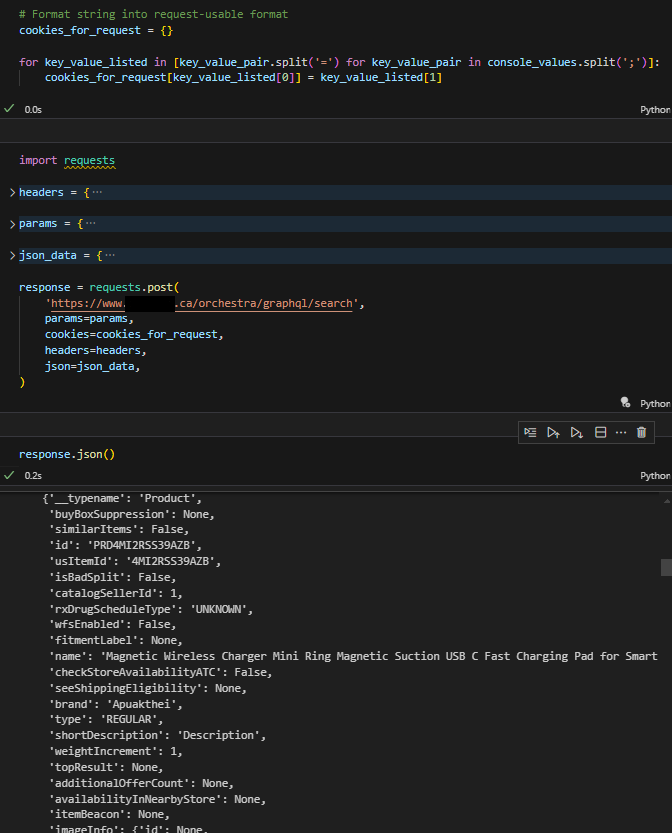 # Format string into request-usable format
cookies_for_request = {}
for key_value_listed in [key_value_pair.split('=') for key_value_pair in console_values.split(';')]:
    cookies_for_request[key_value_listed[0]] = key_value_listed[1]
0.0s
Python
import requests
headers = {···
params = {···
json_data = {···
response = requests.post(
    'https://www.
.ca/orchestra/graphql/search',
    params=params,
    cookies=cookies_for_request,
    headers=headers,
    json=json_data,
)
Python
response.json()
0.2s
Python
{'__typename': 'Product',
 'buyBoxSuppression': None,
 'similarItems': False,
 'id': 'PRD4MI2RSS39AZB',
 'usItemId': '4MI2RSS39AZB',
 'isBadSplit': False,
 'catalogSellerId': 1,
 'rxDrugScheduleType': 'UNKNOWN',
 'wfsEnabled': False,
 'fitmentLabel': None,
 'name': 'Magnetic Wireless Charger Mini Ring Magnetic Suction USB C Fast Charging Pad for Smart
 'checkStoreAvailabilityATC': False,
 'seeShippingEligibility': None,
 'brand': 'Apuakthei',
 'type': 'REGULAR',
 'shortDescription': 'Description',
 'weightIncrement': 1,
 'topResult': None,
 'additionalOfferCount': None,
 'availabilityInNearbyStore': None,
 'itemBeacon': None,
 'imageInfo': {'id': None,